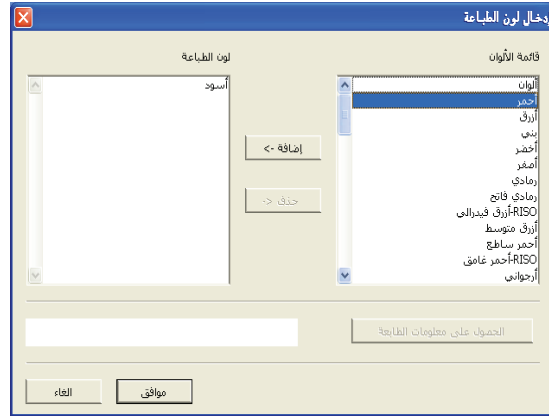 إدخال لون الطباعة
قائمة الألوان
لون الطباعة
ألوان
أحمر
أزرق
بني
أخضر
أصفر
رمادي
رمادي فاتح
RISO-أزرق فيدرالي
أزرق متوسط
أحمر ساطع
RISO-أحمر غامق
أرجواني
أسود
إضافة ->
حذف <-
الحصول على معلومات الطابعة
موافق
الغاء